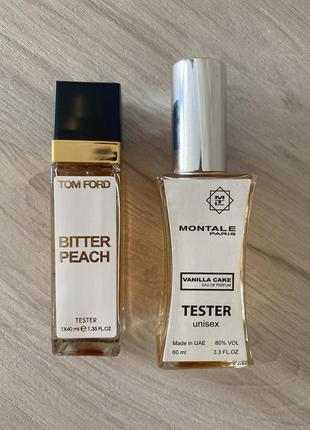 TOM FORD
BITTER
PEACH
TESTER
1X40 ml ℮ 1.35 FL.OZ.
MT
MONTALE
PARIS
VANILLA CAKE
EAU DE PARFUM
TESTER
unisex
Made in UAE 80% VOL
60 ml 3.3 FL.OZ